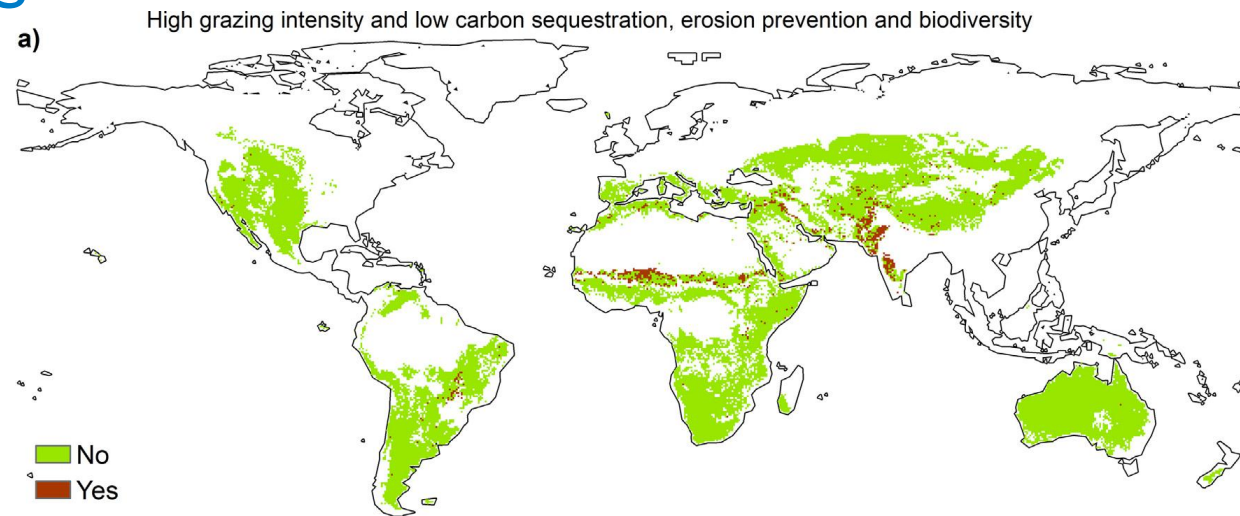 High grazing intensity and low carbon sequestration, erosion prevention and biodiversity
a)
No
Yes